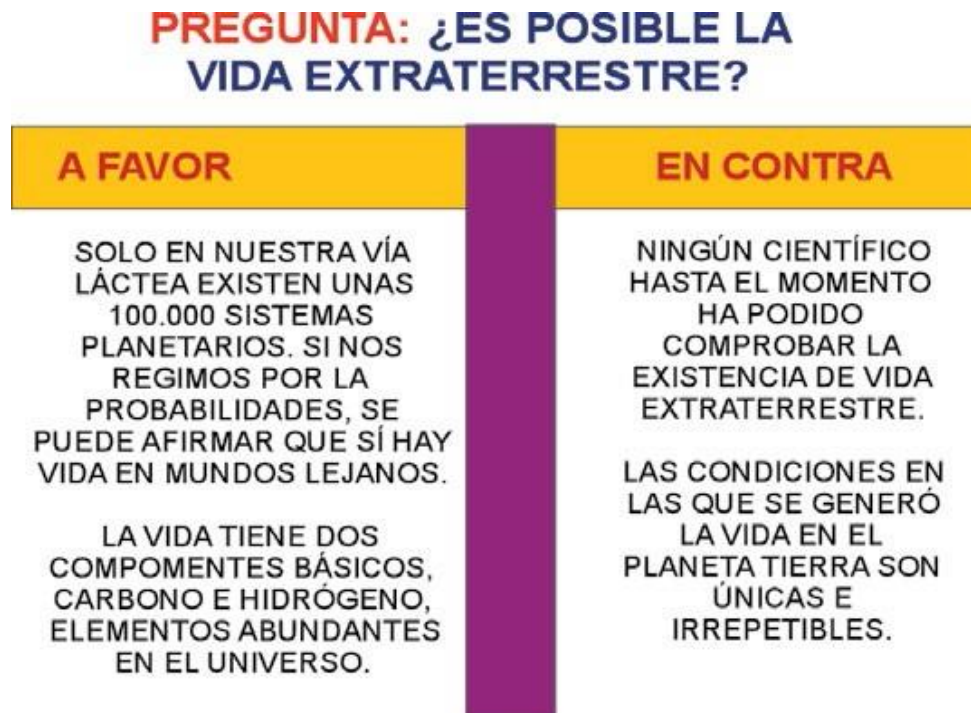 PREGUNTA: ¿ES POSIBLE LA
VIDA EXTRATERRESTRE?
A FAVOR
SOLO EN NUESTRA VÍA
LÁCTEA EXISTEN UNAS
100.000 SISTEMAS
PLANETARIOS. SI NOS
REGIMOS POR LA
PROBABILIDADES, SE
PUEDE AFIRMAR QUE SÍ HAY
VIDA EN MUNDOS LEJANOS.
LA VIDA TIENE DOS
COMPOMENTES BÁSICOS,
CARBONO E HIDRÓGENO,
ELEMENTOS ABUNDANTES
EN EL UNIVERSO.
EN CONTRA
NINGÚN CIENTÍFICO
HASTA EL MOMENTO
HA PODIDO
COMPROBAR LA
EXISTENCIA DE VIDA
EXTRATERRESTRE.
LAS CONDICIONES EN
LAS QUE SE GENERÓ
LA VIDA EN EL
PLANETA TIERRA SON
ÚNICAS E
IRREPETIBLES.